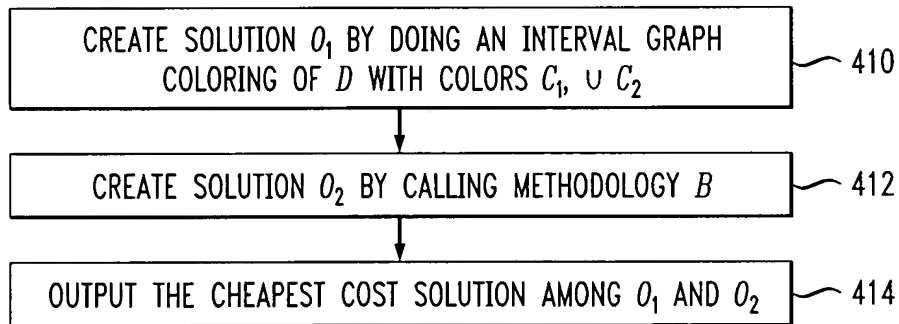 CREATE SOLUTION O₁ BY DOING AN INTERVAL GRAPH
COLORING OF D WITH COLORS C₁, ∪ C₂
410
CREATE SOLUTION O₂ BY CALLING METHODOLOGY B
412
OUTPUT THE CHEAPEST COST SOLUTION AMONG O₁ AND O₂
414